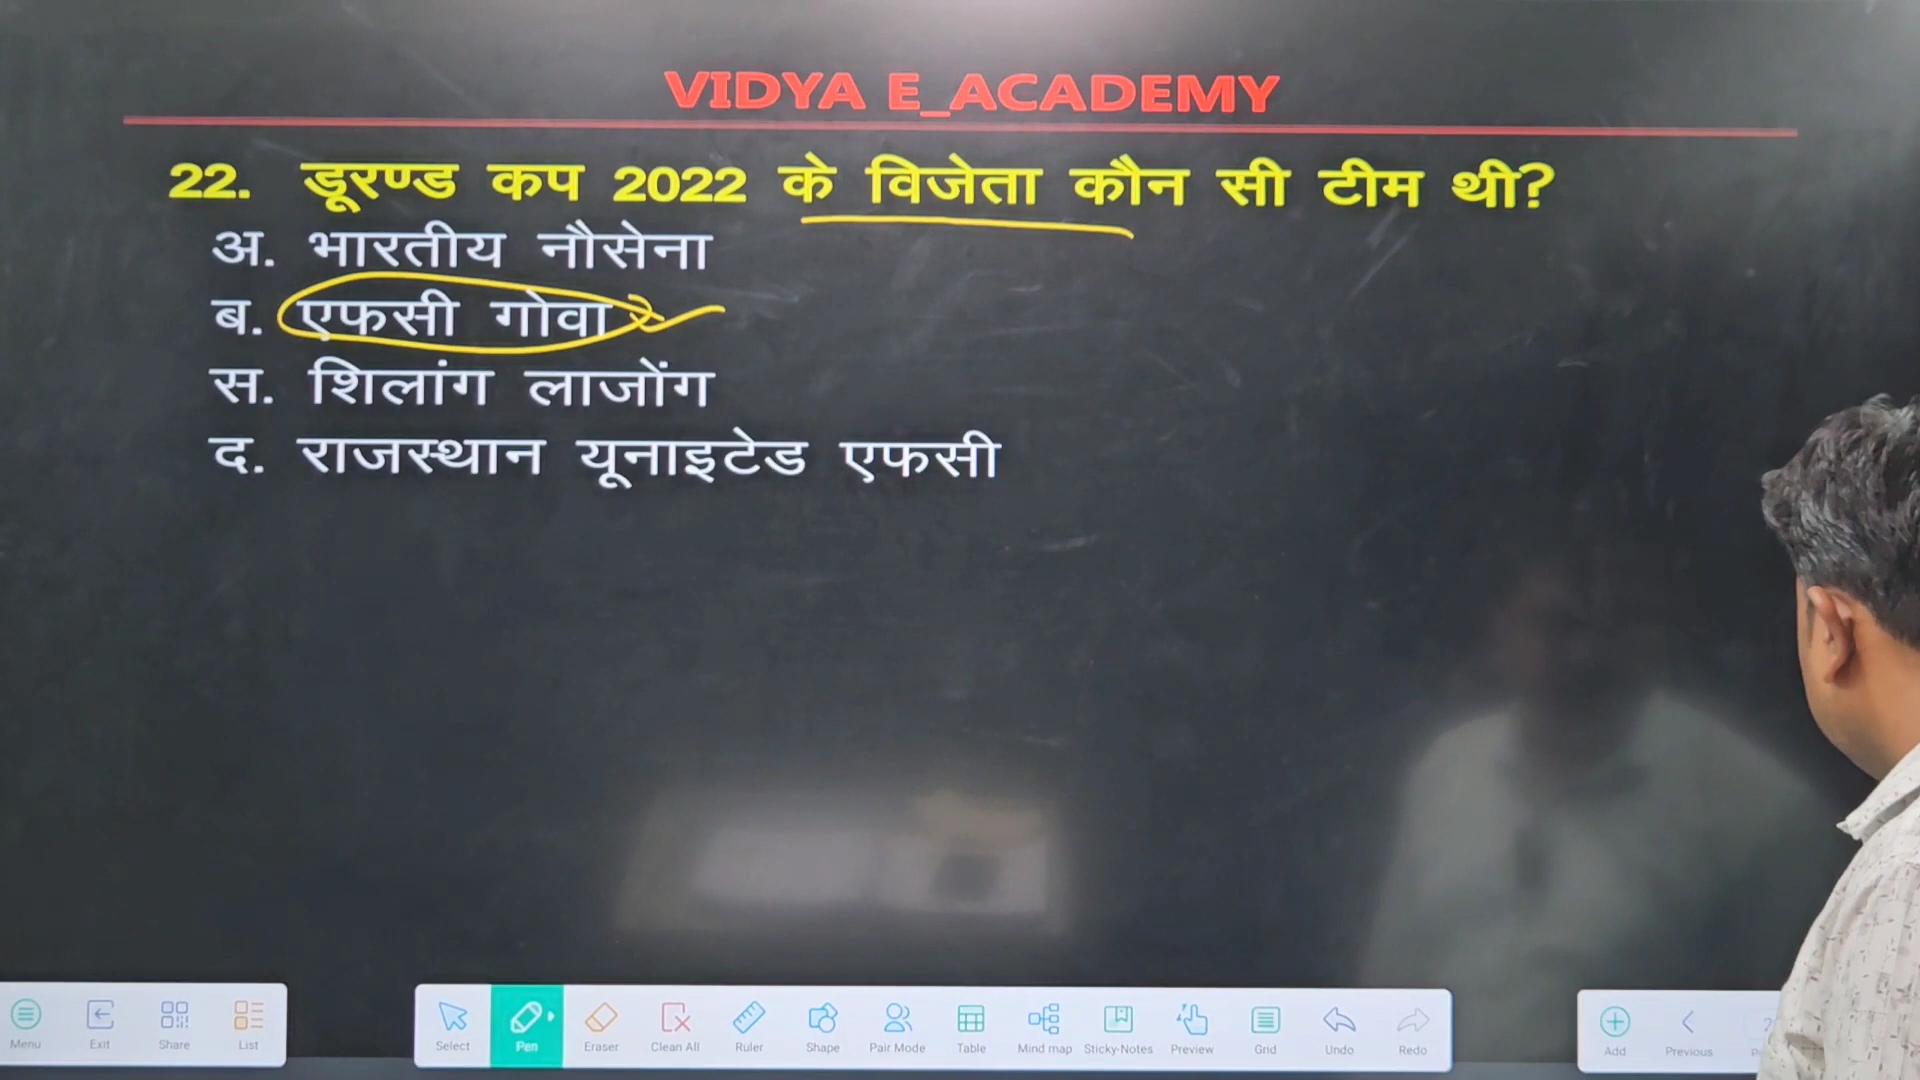 VIDYA E_ACADEMY
22. डूरण्ड कप 2022 के विजेता कौन सी टीम थी?
अ. भारतीय नौसेना
ब. एफसी गोवा
स. शिलांग लाजोंग
द. राजस्थान यूनाइटेड एफसी
Menu Exit Share List Select Pen Eraser Clean All Ruler Shape Pair Mode Table Mind map Sticky-Notes Preview Grid Undo Redo Add Previous